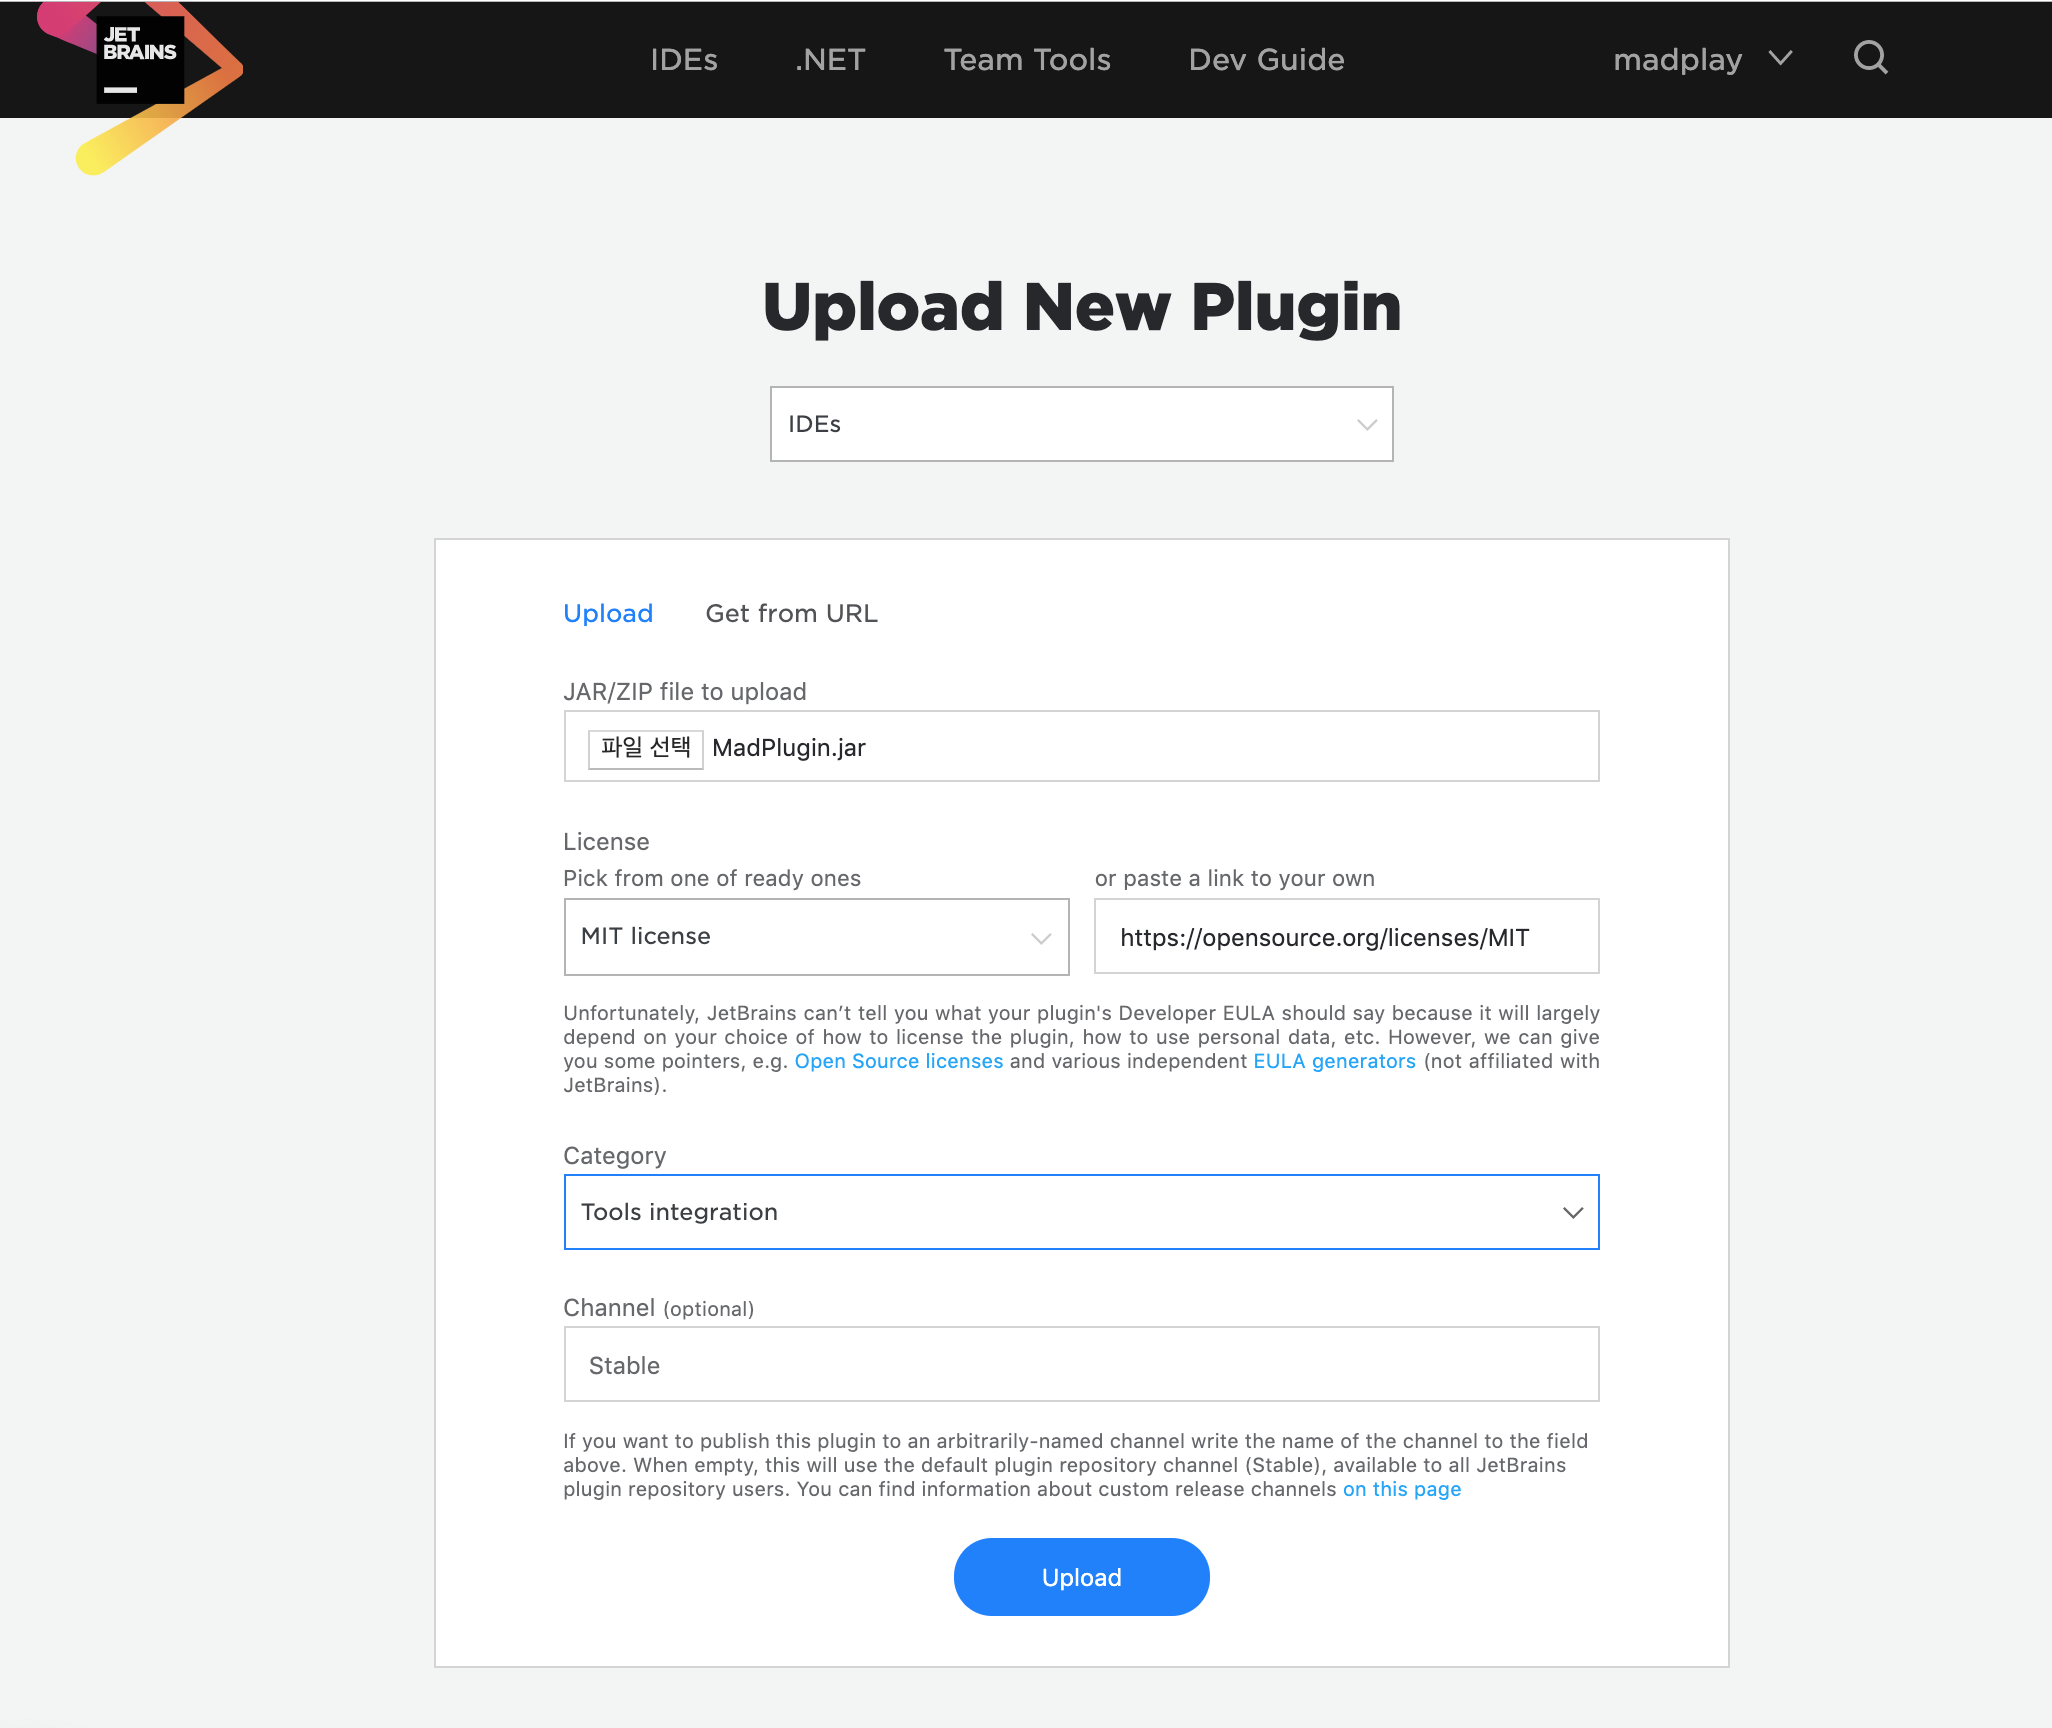 JET
BRAINS
IDEs .NET Team Tools Dev Guide madplay
Upload New Plugin
IDEs
Upload Get from URL
JAR/ZIP file to upload
파일 선택 MadPlugin.jar
License
Pick from one of ready ones or paste a link to your own
MIT license https://opensource.org/licenses/MIT
Unfortunately, JetBrains can’t tell you what your plugin's Developer EULA should say because it will largely
depend on your choice of how to license the plugin, how to use personal data, etc. However, we can give
you some pointers, e.g. Open Source licenses and various independent EULA generators (not affiliated with
JetBrains).
Category
Tools integration
Channel (optional)
Stable
If you want to publish this plugin to an arbitrarily-named channel write the name of the channel to the field
above. When empty, this will use the default plugin repository channel (Stable), available to all JetBrains
plugin repository users. You can find information about custom release channels on this page
Upload